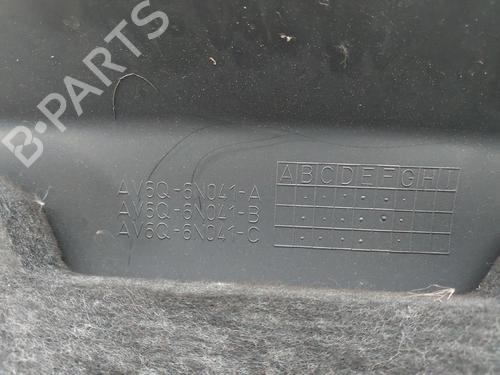 B-PARTS
AV6Q-6N041-A
AV6Q-6N041-B
AV6Q-6N041-C
A B C D E F G H I